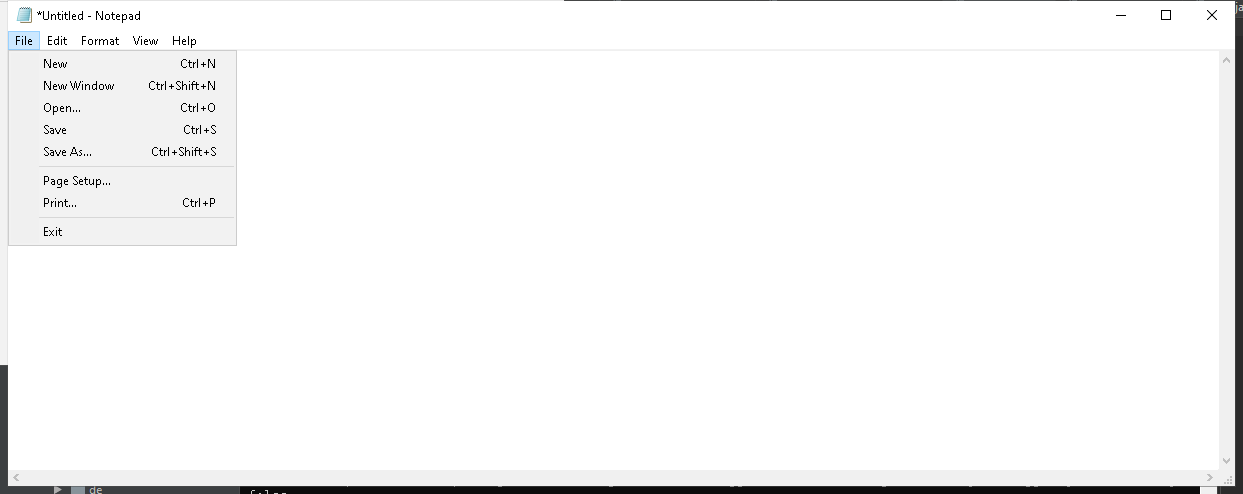 *Untitled - Notepad
File Edit Format View Help
New Ctrl+N
New Window Ctrl+Shift+N
Open... Ctrl+O
Save Ctrl+S
Save As... Ctrl+Shift+S
Page Setup...
Print... Ctrl+P
Exit
de